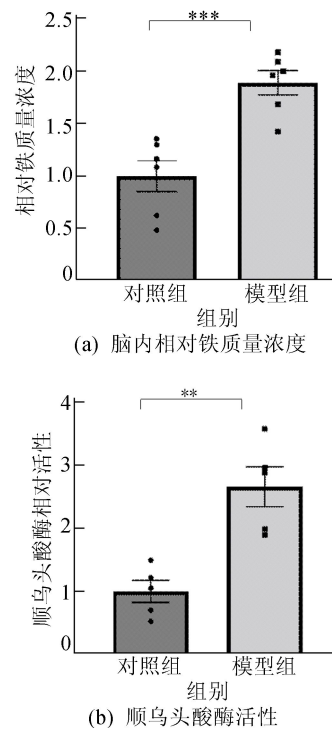 ***
2.5
2.0
1.5
1.0
0.5
0
相对铁质量浓度
对照组 模型组
组别
(a) 脑内相对铁质量浓度
**
4
3
2
1
0
顺乌头酸酶相对活性
对照组 模型组
组别
(b) 顺乌头酸酶活性